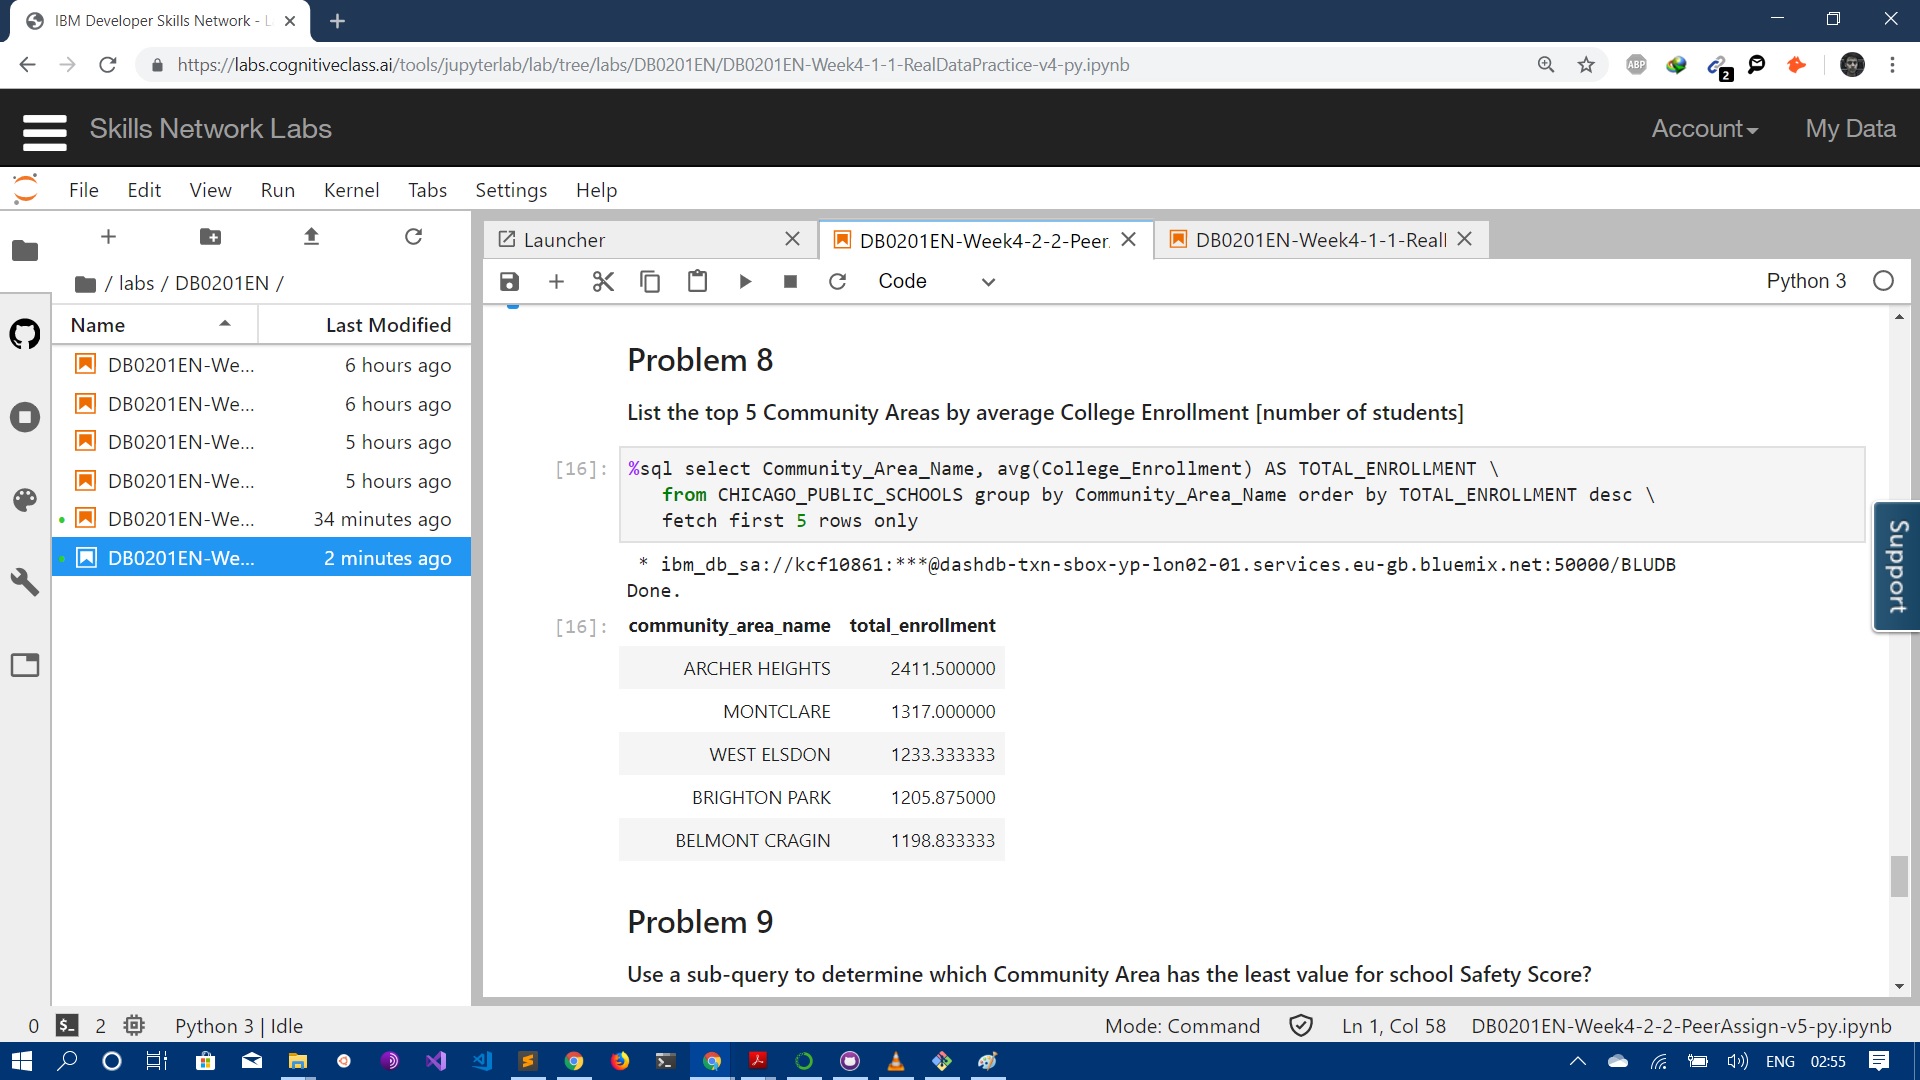 IBM Developer Skills Network - L
https://labs.cognitiveclass.ai/tools/jupyterlab/lab/tree/labs/DB0201EN/DB0201EN-Week4-1-1-RealDataPractice-v4-py.ipynb
ABP
2
Skills Network Labs
Account
My Data
File Edit View Run Kernel Tabs Settings Help
/ labs / DB0201EN /
Name Last Modified
DB0201EN-We... 6 hours ago
DB0201EN-We... 6 hours ago
DB0201EN-We... 5 hours ago
DB0201EN-We... 5 hours ago
DB0201EN-We... 34 minutes ago
DB0201EN-We... 2 minutes ago
Launcher
DB0201EN-Week4-2-2-Peer.
DB0201EN-Week4-1-1-Reall
Code
Python 3
Problem 8
List the top 5 Community Areas by average College Enrollment [number of students]
[16]: %sql select Community_Area_Name, avg(College_Enrollment) AS TOTAL_ENROLLMENT \
from CHICAGO_PUBLIC_SCHOOLS group by Community_Area_Name order by TOTAL_ENROLLMENT desc \
fetch first 5 rows only
* ibm_db_sa://kcf10861:***@dashdb-txn-sbox-yp-lon02-01.services.eu-gb.bluemix.net:50000/BLUDB
Done.
[16]: community_area_name total_enrollment
ARCHER HEIGHTS 2411.500000
MONTCLARE 1317.000000
WEST ELSDON 1233.333333
BRIGHTON PARK 1205.875000
BELMONT CRAGIN 1198.833333
Problem 9
Use a sub-query to determine which Community Area has the least value for school Safety Score?
Support
0 $_ 2 Python 3 | Idle
Mode: Command Ln 1, Col 58 DB0201EN-Week4-2-2-PeerAssign-v5-py.ipynb
ENG 02:55